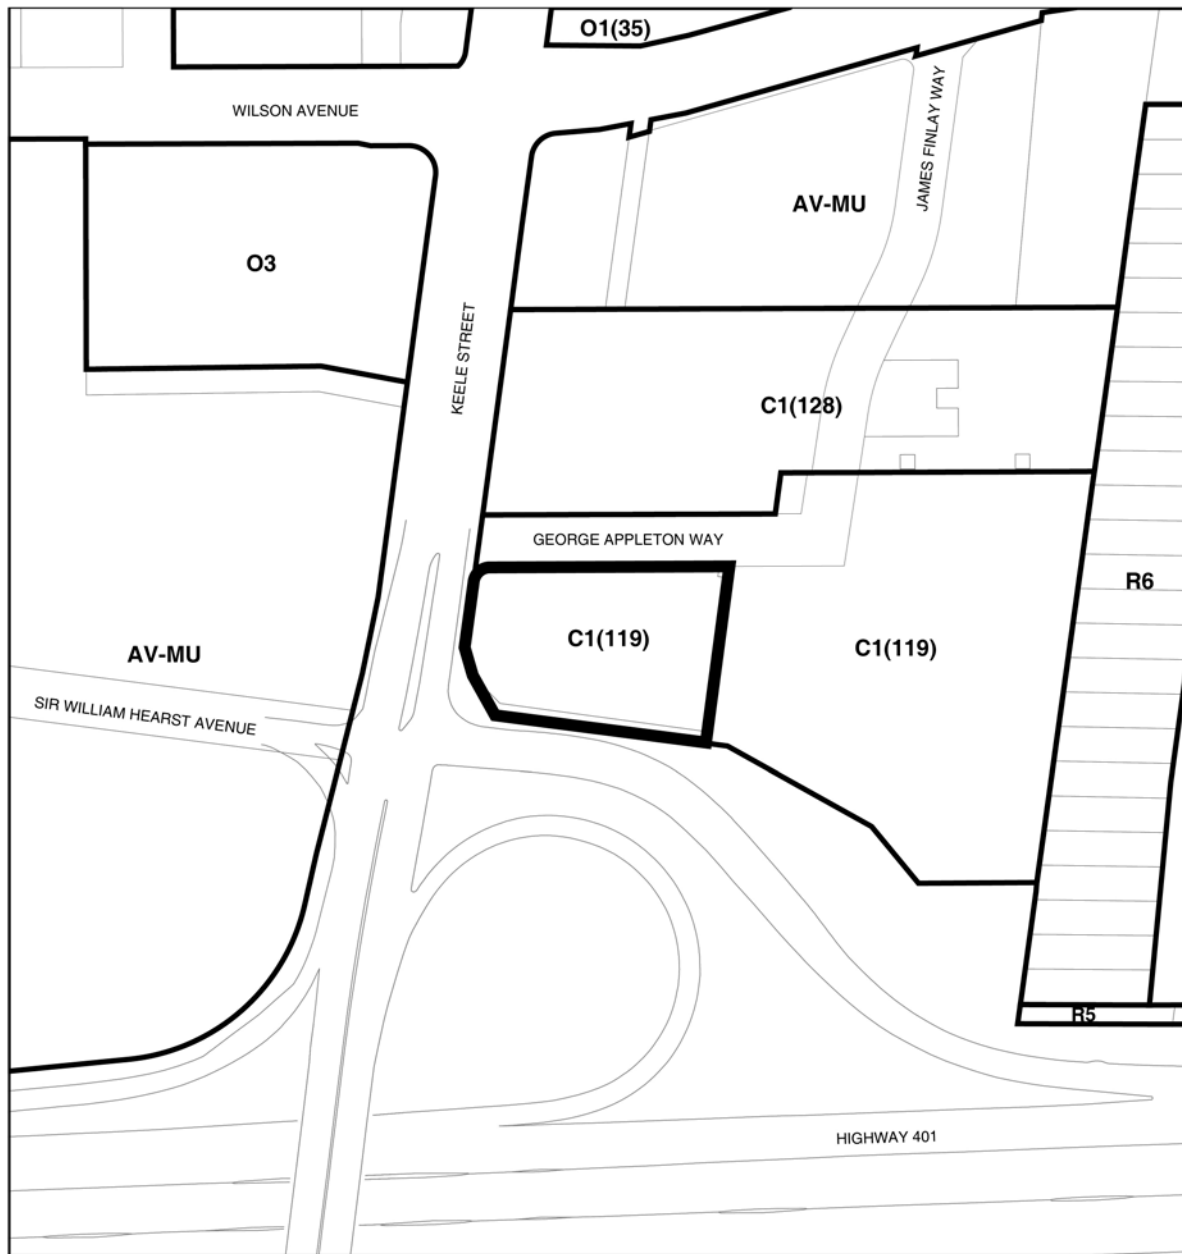 O1(35)
WILSON AVENUE
JAMES FINLAY WAY
AV-MU
O3
KEELE STREET
C1(128)
GEORGE APPLETON WAY
R6
C1(119)
C1(119)
AV-MU
SIR WILLIAM HEARST AVENUE
R5
HIGHWAY 401